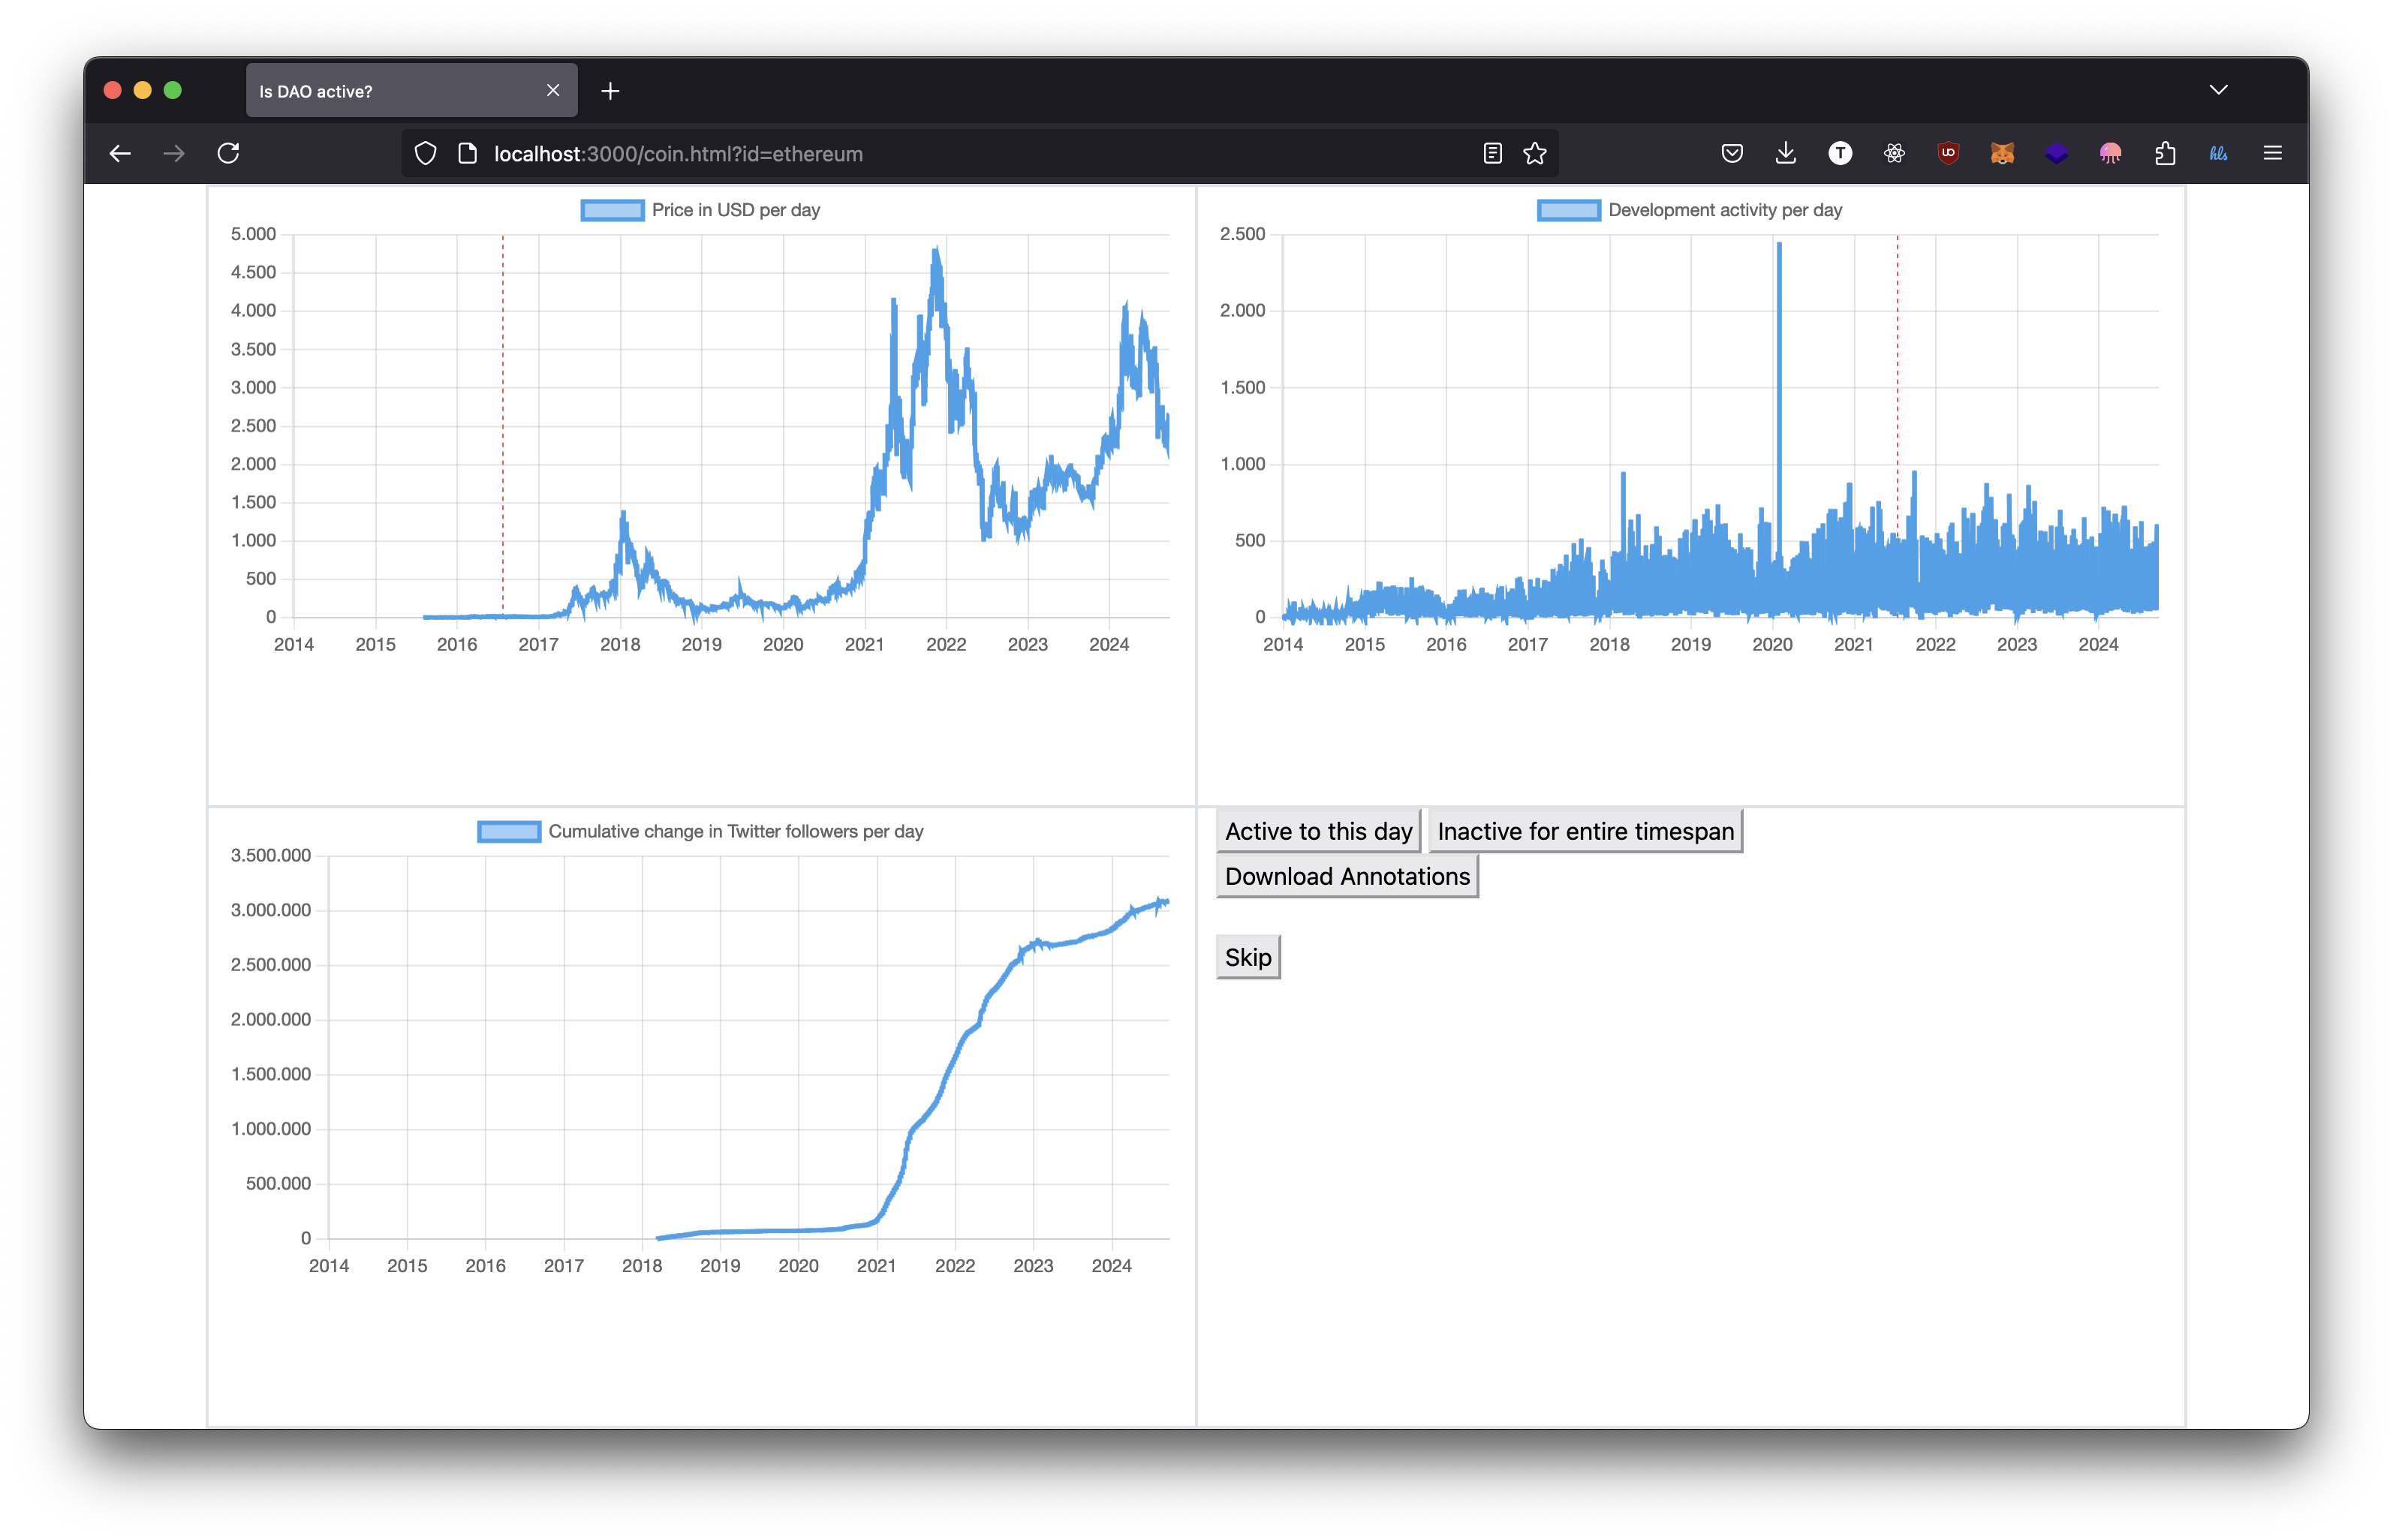 Is DAO active?
localhost:3000/coin.html?id=ethereum
T
UD
hls
Price in USD per day
5.000
4.500
4.000
3.500
3.000
2.500
2.000
1.500
1.000
500
0
2014 2015 2016 2017 2018 2019 2020 2021 2022 2023 2024
Development activity per day
2.500
2.000
1.500
1.000
500
0
2014 2015 2016 2017 2018 2019 2020 2021 2022 2023 2024
Cumulative change in Twitter followers per day
3.500.000
3.000.000
2.500.000
2.000.000
1.500.000
1.000.000
500.000
0
2014 2015 2016 2017 2018 2019 2020 2021 2022 2023 2024
Active to this day Inactive for entire timespan
Download Annotations
Skip